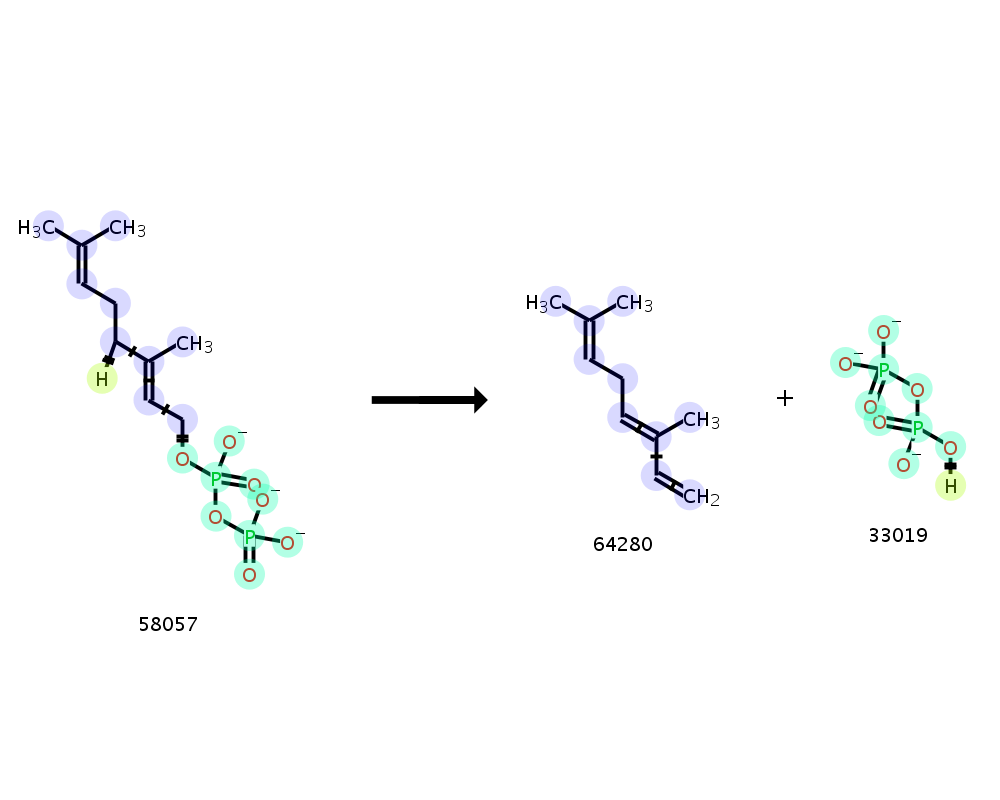 H₃C CH₃
CH₃
H
O O⁻
P O
O O⁻
P O⁻
O
58057
H₃C CH₃
CH₃
CH₂
64280
+
O⁻
O⁻ P
O O
O P O
O⁻
H
33019